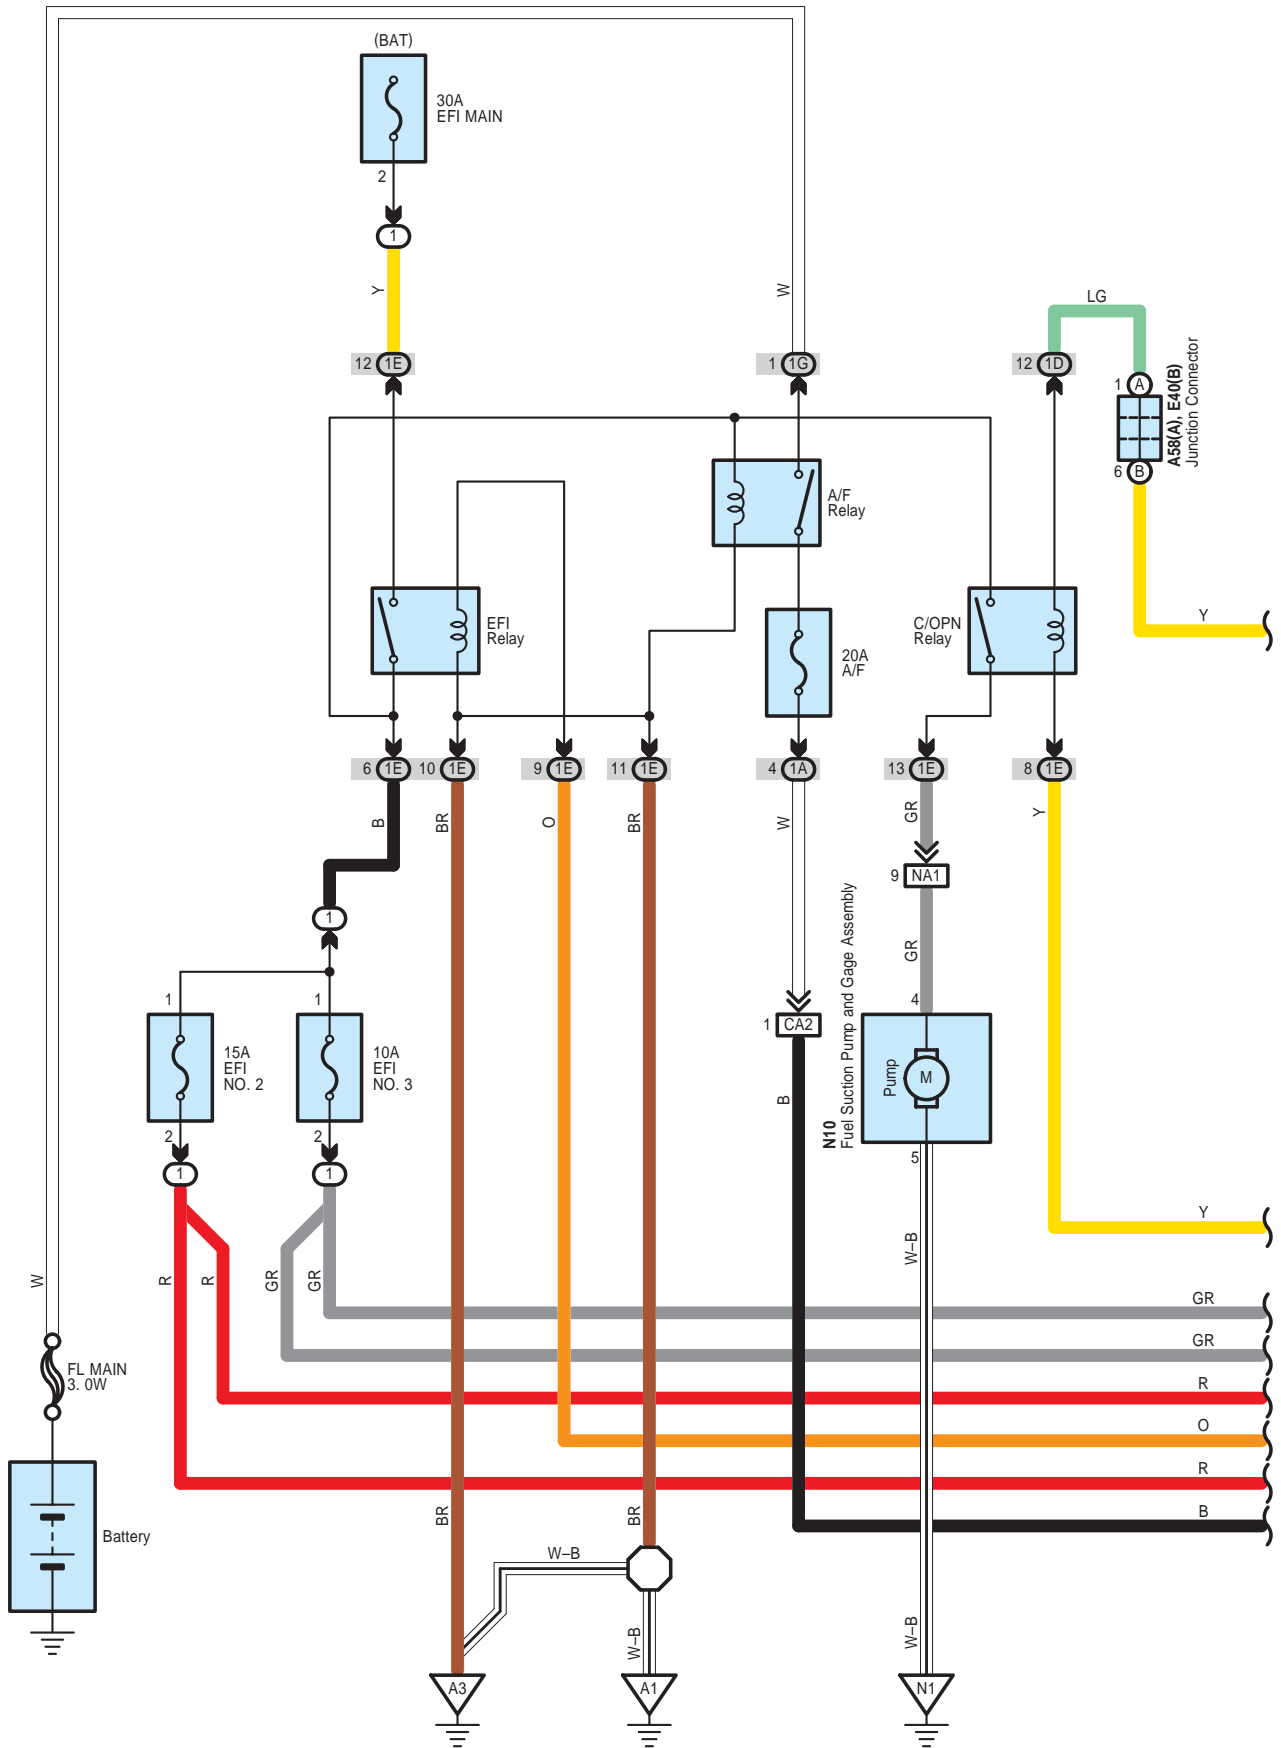 (BAT)
30A
EFI MAIN
2
1
Y
W
LG
12 1E
1 1G
12 1D
1 A
A58(A), E40(B)
Junction Connector
6 B
A/F
Relay
EFI
Relay
C/OPN
Relay
20A
A/F
Y
6 1E
10 1E
9 1E
11 1E
4 1A
13 1E
8 1E
B
BR
O
BR
W
GR
Y
9 NA1
1
GR
N10
Fuel Suction Pump and Gage Assembly
1
1
4
15A
EFI
NO. 2
10A
EFI
NO. 3
1 CA2
Pump
M
B
2
2
5
1
1
Y
W
R
R
GR
GR
W–B
GR
GR
FL MAIN
3. 0W
R
O
R
B
Battery
BR
BR
W–B
W–B
W–B
A3
A1
N1